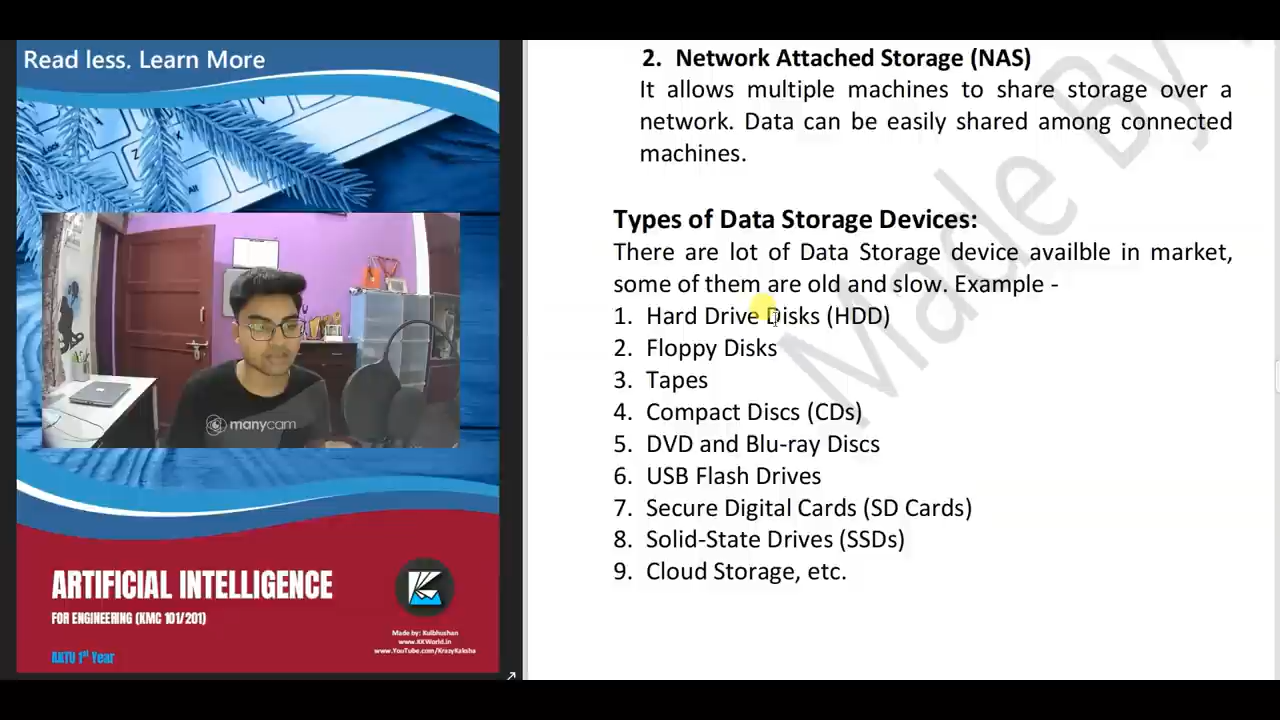 Read less. Learn More
manycam
ARTIFICIAL INTELLIGENCE
FOR ENGINEERING (KMC 101/201)
AKTU 1st Year
Made by: Kulbhushan
www.KKWorld.in
www.YouTube.com/KrazyKaksha
2. Network Attached Storage (NAS)
It allows multiple machines to share storage over a
network. Data can be easily shared among connected
machines.
Types of Data Storage Devices:
There are lot of Data Storage device availble in market,
some of them are old and slow. Example -
1. Hard Drive Disks (HDD)
2. Floppy Disks
3. Tapes
4. Compact Discs (CDs)
5. DVD and Blu-ray Discs
6. USB Flash Drives
7. Secure Digital Cards (SD Cards)
8. Solid-State Drives (SSDs)
9. Cloud Storage, etc.
Made By